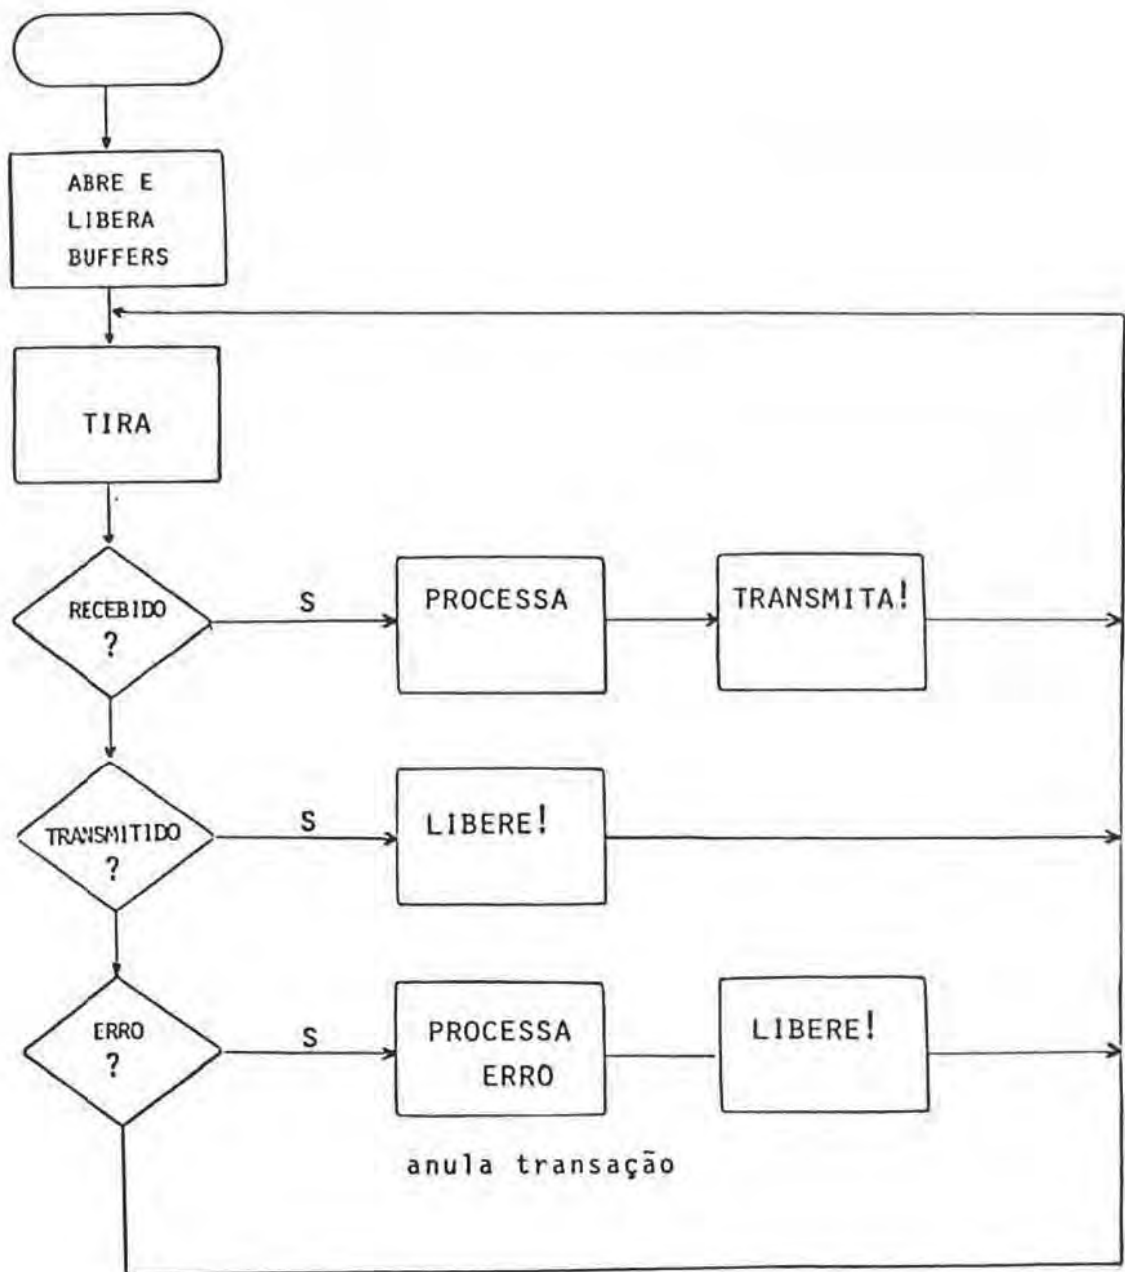 ABRE E
LIBERA
BUFFERS
TIRA
RECEBIDO
?
S
PROCESSA
TRANSMITA!
TRANSMITIDO
?
S
LIBERE!
ERRO
?
S
PROCESSA
ERRO
LIBERE!
anula transação